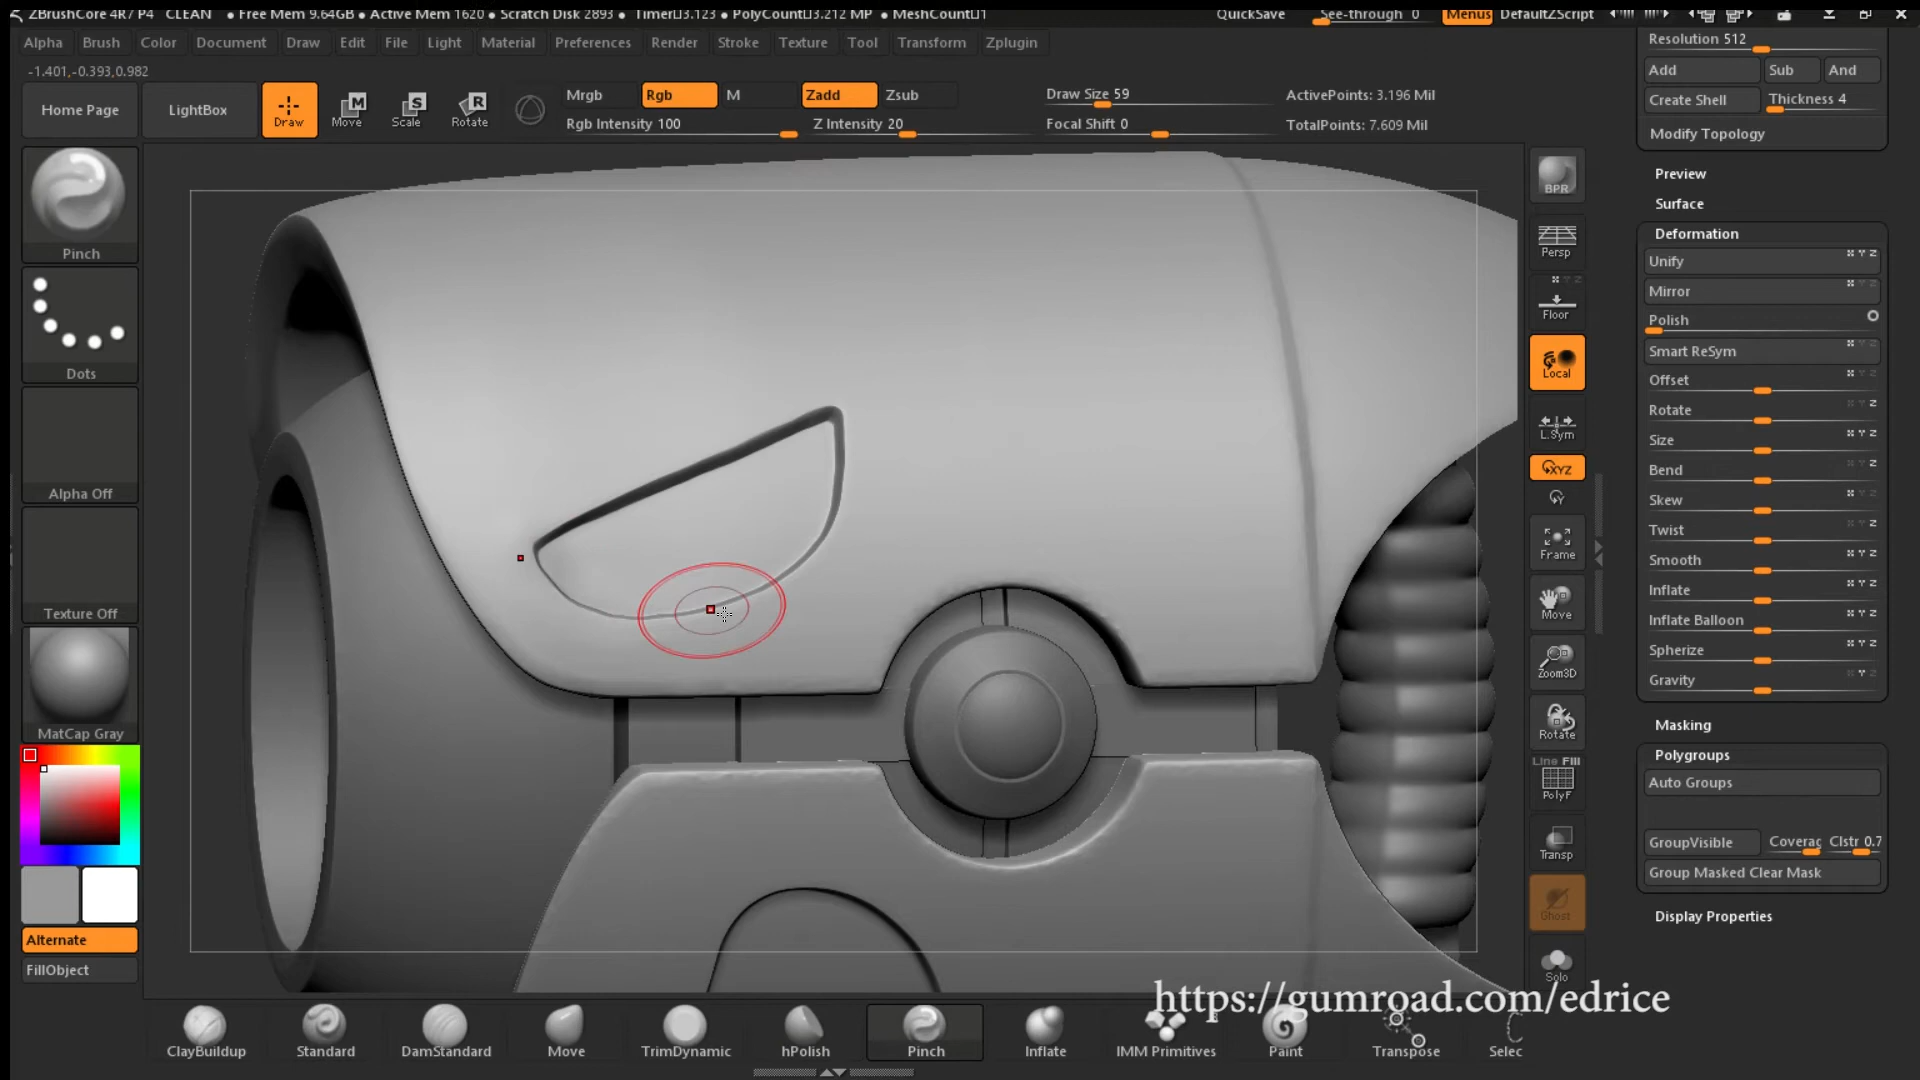 ZBrushCore 4R7 P4 CLEAN • Free Mem 9.64GB • Active Mem 1620 • Scratch Disk 2893 • Timer□3.123 • PolyCount□3.212 MP • MeshCount□1 QuickSave See-through 0 Menus DefaultZScript
Alpha Brush Color Document Draw Edit File Light Material Preferences Render Stroke Texture Tool Transform Zplugin
-1.401,-0.393,0.982
Home Page LightBox Draw Move Scale Rotate
M S R
Mrgb Rgb M Zadd Zsub
Rgb Intensity 100 Z Intensity 20
Draw Size 59
Focal Shift 0
ActivePoints: 3.196 Mil
TotalPoints: 7.609 Mil
Pinch
Dots
Alpha Off
Texture Off
MatCap Gray
Alternate
FillObject
BPR
Persp
Floor
Local
L.Sym
XYZ
Y
Frame
Move
Zoom3D
Rotate
Line Fill
PolyF
Transp
Ghost
Solo
Resolution 512
Add Sub And
Create Shell Thickness 4
Modify Topology
Preview
Surface
Deformation
Unify X Y Z
Mirror X Y Z
Polish
Smart ReSym X Y Z
Offset X Y Z
Rotate X Y Z
Size X Y Z
Bend X Y Z
Skew X Y Z
Twist X Y Z
Smooth X Y Z
Inflate X Y Z
Inflate Balloon X Y Z
Spherize X Y Z
Gravity X Y Z
Masking
Polygroups
Auto Groups
GroupVisible Coverag Clstr 0.7
Group Masked Clear Mask
Display Properties
https://gumroad.com/edrice
ClayBuildup Standard DamStandard Move TrimDynamic hPolish Pinch Inflate IMM Primitives Paint Transpose Selec